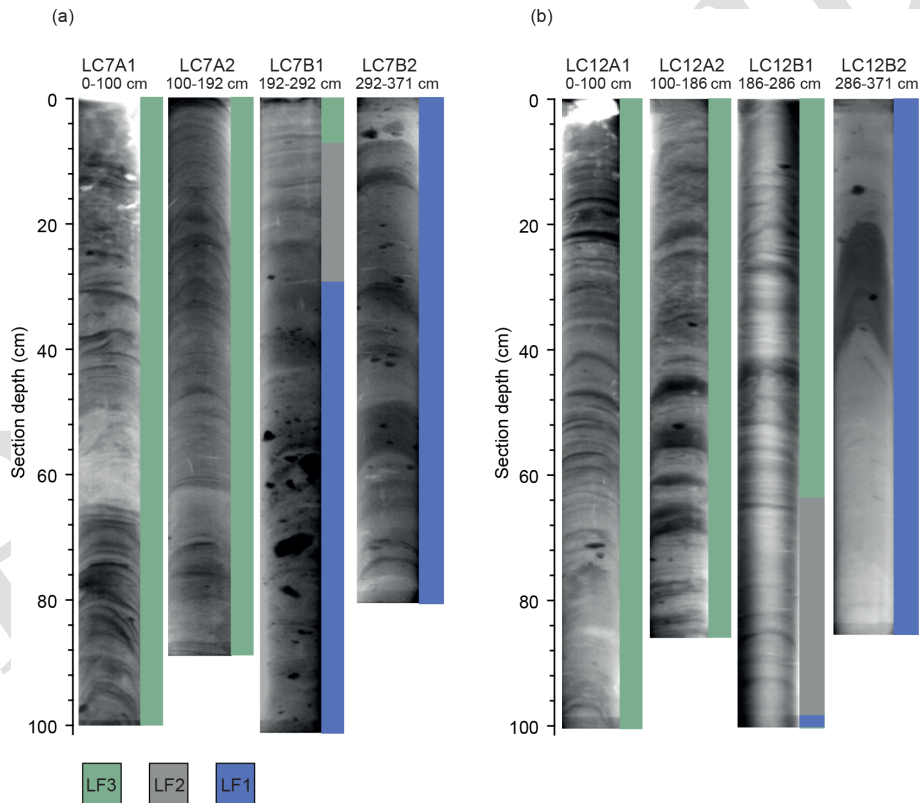 (a)
(b)
LC7A1
0-100 cm
LC7A2
100-192 cm
LC7B1
192-292 cm
LC7B2
292-371 cm
LC12A1
0-100 cm
LC12A2
100-186 cm
LC12B1
186-286 cm
LC12B2
286-371 cm
Section depth (cm)
0
20
40
60
80
100
Section depth (cm)
0
20
40
60
80
100
LF3
LF2
LF1